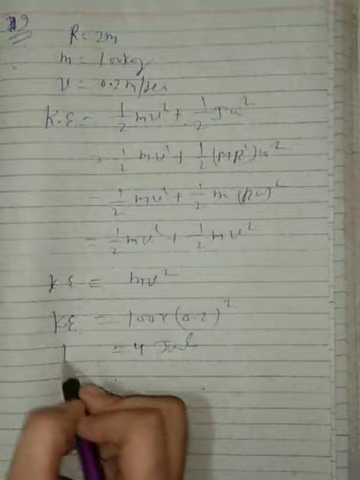 9
R = 2m
m = 100kg
v = 0.2 m/sec
K.E = 1/2 mv² + 1/2 Iω²
= 1/2 mv² + 1/2 (mR²)ω²
= 1/2 mv² + 1/2 m (Rω)²
= 1/2 mv² + 1/2 mv²
K.E = mv²
K.E = 100 x (0.2)²
= 4 Joule